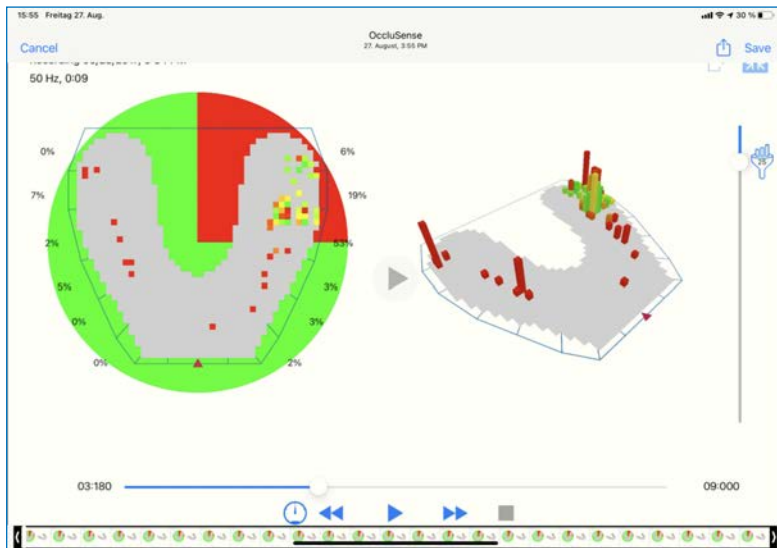 15:55 Freitag 27. Aug.
30 %
Cancel
OccluSense
27. August, 3:55 PM
Save
50 Hz, 0:09
0%
6%
7%
19%
2%
53%
5%
3%
0%
3%
0%
2%
25
03:180
09:000